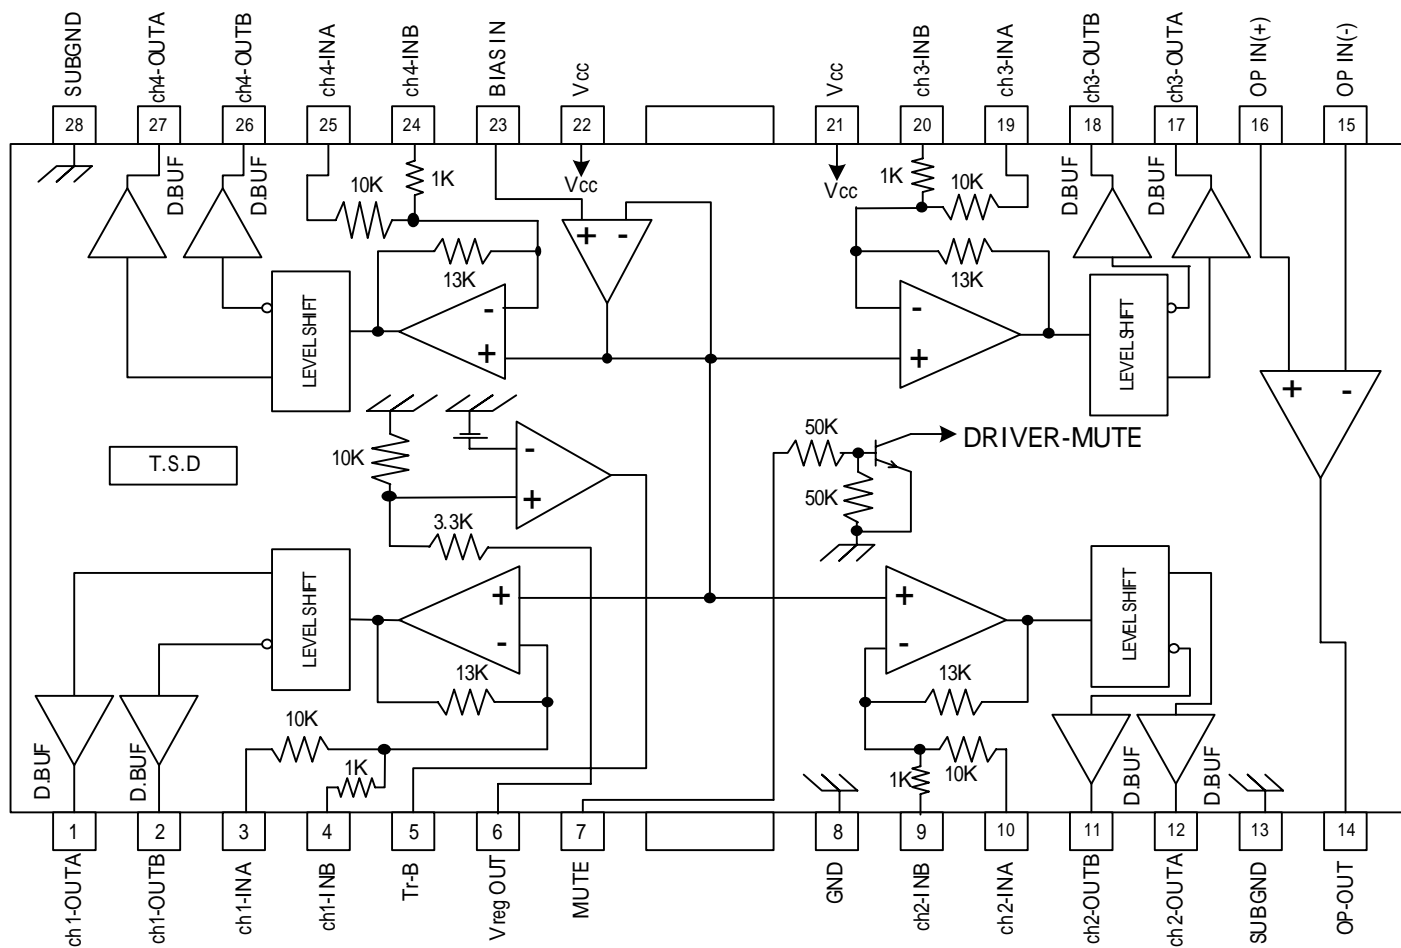 SUBGND
ch4-OUTA
ch4-OUTB
ch4-INA
ch4-INB
BIAS IN
Vcc
Vcc
ch3-INB
ch3-INA
ch3-OUTB
ch3-OUTA
OP IN(+)
OP IN(-)
28
27
26
25
24
23
22
21
20
19
18
17
16
15
D.BUF
D.BUF
10K
1K
Vcc
Vcc
1K
10K
D.BUF
D.BUF
+ -
13K
13K
LEVEL SHIFT
-
+
-
+
LEVEL SHIFT
+ -
T.S.D
10K
-
+
50K
DRIVER-MUTE
50K
3.3K
LEVEL SHIFT
+
-
+
-
LEVEL SHIFT
13K
13K
10K
1K
1K
10K
D.BUF
D.BUF
D.BUF
D.BUF
1
2
3
4
5
6
7
8
9
10
11
12
13
14
ch1-OUTA
ch1-OUTB
ch1-INA
ch1-INB
Tr-B
Vreg OUT
MUTE
GND
ch2-INB
ch2-INA
ch2-OUTB
ch2-OUTA
SUBGND
OP-OUT